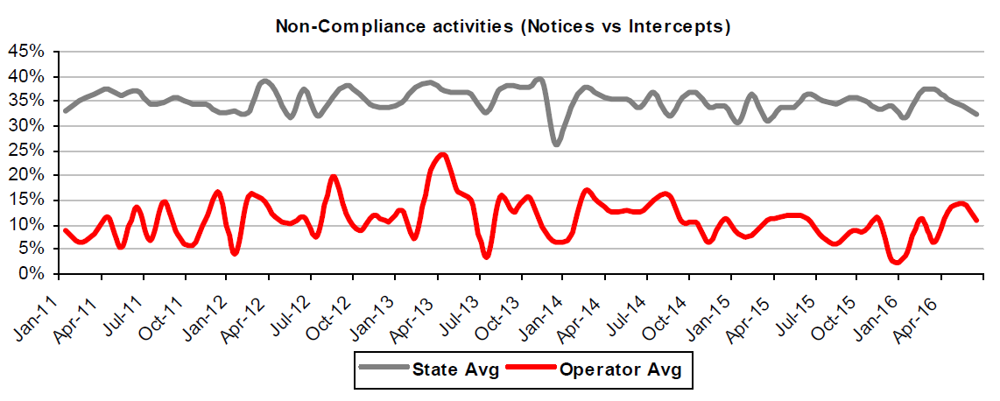 Non-Compliance activities (Notices vs Intercepts)
45%
40%
35%
30%
25%
20%
15%
10%
5%
0%
Jan-11
Apr-11
Jul-11
Oct-11
Jan-12
Apr-12
Jul-12
Oct-12
Jan-13
Apr-13
Jul-13
Oct-13
Jan-14
Apr-14
Jul-14
Oct-14
Jan-15
Apr-15
Jul-15
Oct-15
Jan-16
Apr-16
State Avg Operator Avg